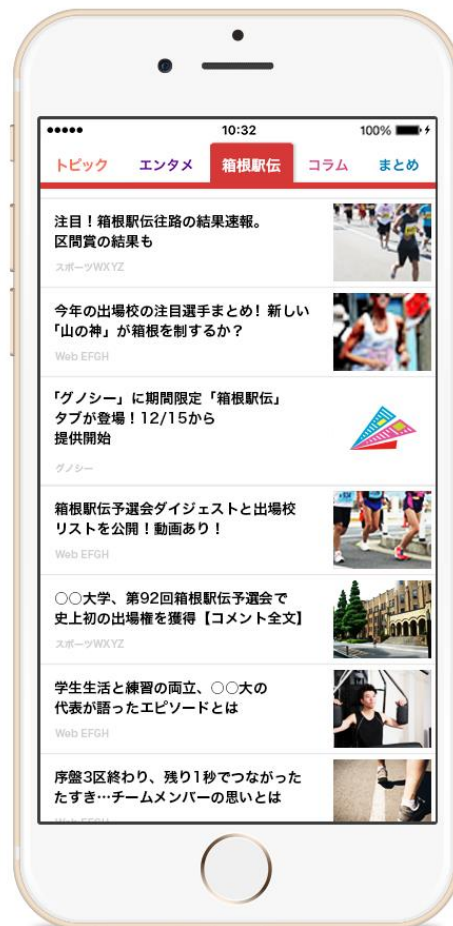 10:32
100%
トピック
エンタメ
箱根駅伝
コラム
まとめ
注目！箱根駅伝往路の結果速報。
区間賞の結果も
スポーツWXYZ
今年の出場校の注目選手まとめ！新しい
「山の神」が箱根を制するか？
Web EFGH
「グノシー」に期間限定「箱根駅伝」
タブが登場！12/15から
提供開始
グノシー
箱根駅伝予選会ダイジェストと出場校
リストを公開！動画あり！
Web EFGH
○○大学、第92回箱根駅伝予選会で
史上初の出場権を獲得【コメント全文】
スポーツWXYZ
学生生活と練習の両立、○○大の
代表が語ったエピソードとは
Web EFGH
序盤3区終わり、残り1秒でつながった
たすき…チームメンバーの思いとは
Web EFGH